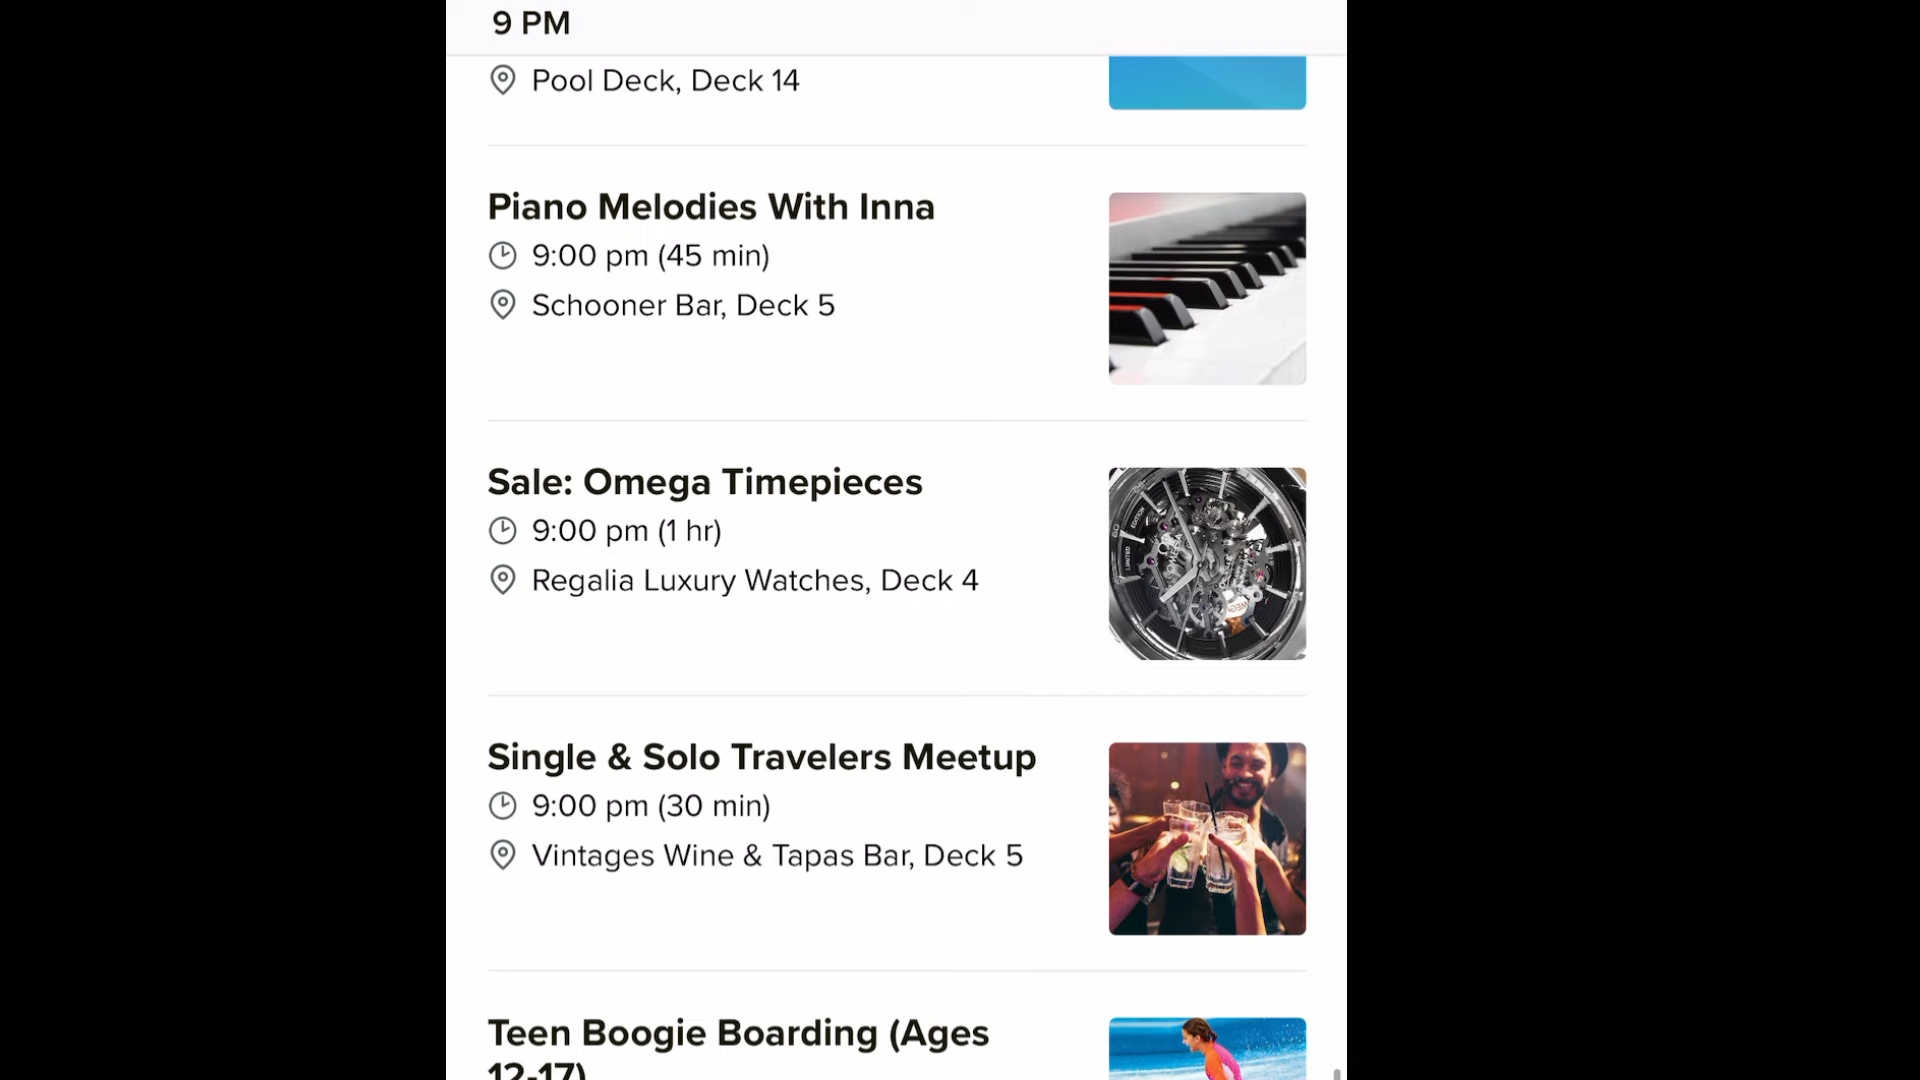 9 PM
Pool Deck, Deck 14
Piano Melodies With Inna
9:00 pm (45 min)
Schooner Bar, Deck 5
Sale: Omega Timepieces
9:00 pm (1 hr)
Regalia Luxury Watches, Deck 4
Single & Solo Travelers Meetup
9:00 pm (30 min)
Vintages Wine & Tapas Bar, Deck 5
Teen Boogie Boarding (Ages
12-17)